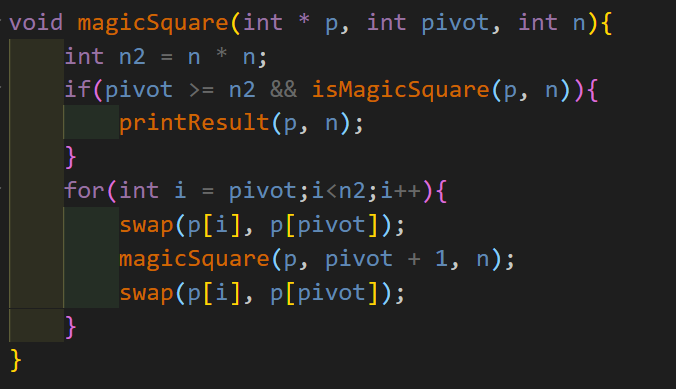 void magicSquare(int * p, int pivot, int n){
    int n2 = n * n;
    if(pivot >= n2 && isMagicSquare(p, n)){
        printResult(p, n);
    }
    for(int i = pivot;i<n2;i++){
        swap(p[i], p[pivot]);
        magicSquare(p, pivot + 1, n);
        swap(p[i], p[pivot]);
    }
}